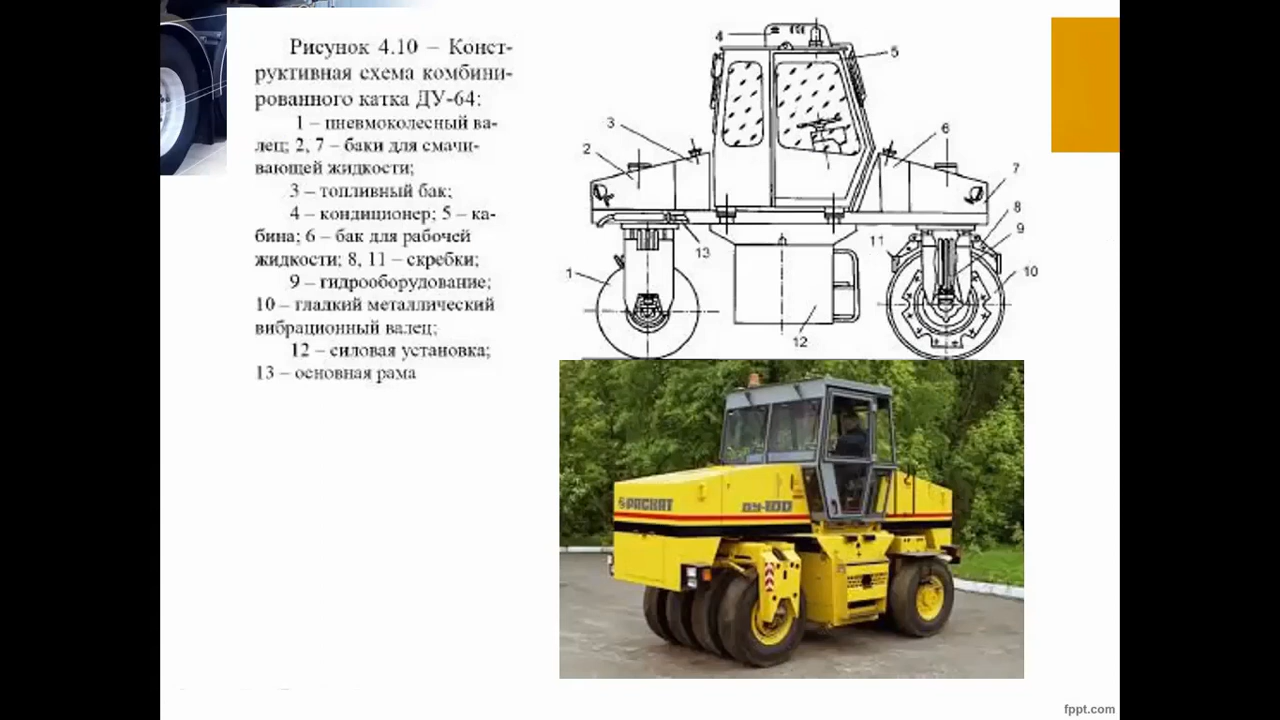 Рисунок 4.10 – Конст-
руктивная схема комбини-
рованного катка ДУ-64:
1 – пневмоколесный ва-
лец; 2, 7 – баки для смачи-
вающей жидкости;
3 – топливный бак;
4 – кондиционер; 5 – ка-
бина; 6 – бак для рабочей
жидкости; 8, 11 – скребки;
9 – гидрооборудование;
10 – гладкий металлический
вибрационный валец;
12 – силовая установка;
13 – основная рама
4
5
3
6
2
7
8
9
11
13
1
10
12
РАСКАТ
ДУ-100
fppt.com